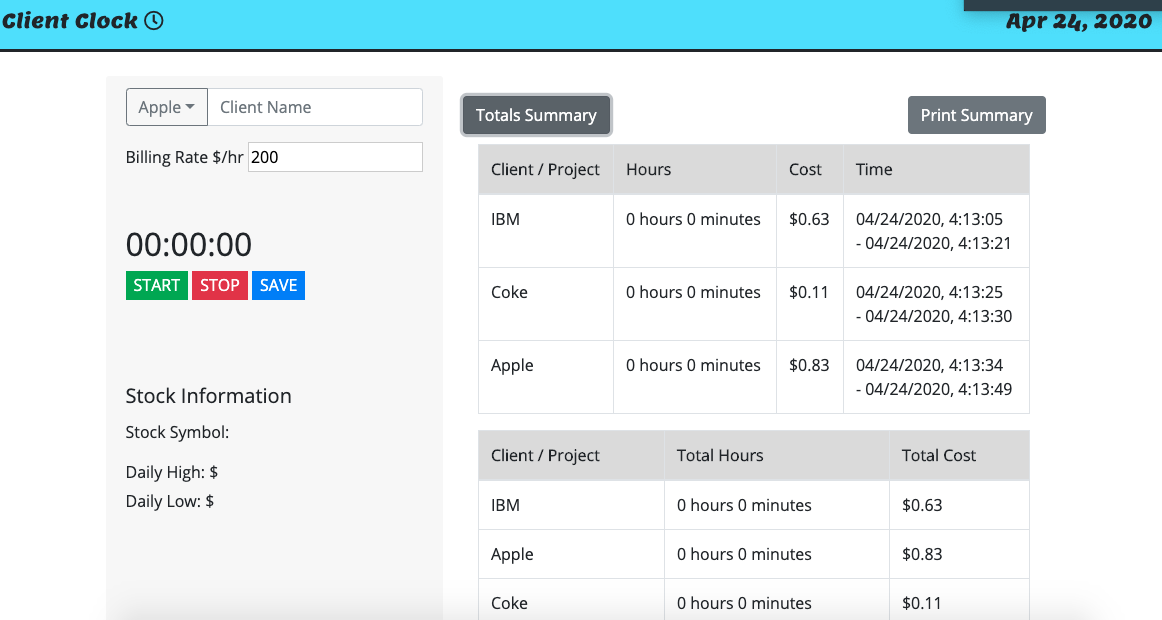 Client Clock
Apr 24, 2020
Apple Client Name
Billing Rate $/hr 200
00:00:00
START STOP SAVE
Stock Information
Stock Symbol:
Daily High: $
Daily Low: $
Totals Summary Print Summary
Client / Project Hours Cost Time
IBM 0 hours 0 minutes $0.63 04/24/2020, 4:13:05
- 04/24/2020, 4:13:21
Coke 0 hours 0 minutes $0.11 04/24/2020, 4:13:25
- 04/24/2020, 4:13:30
Apple 0 hours 0 minutes $0.83 04/24/2020, 4:13:34
- 04/24/2020, 4:13:49
Client / Project Total Hours Total Cost
IBM 0 hours 0 minutes $0.63
Apple 0 hours 0 minutes $0.83
Coke 0 hours 0 minutes $0.11